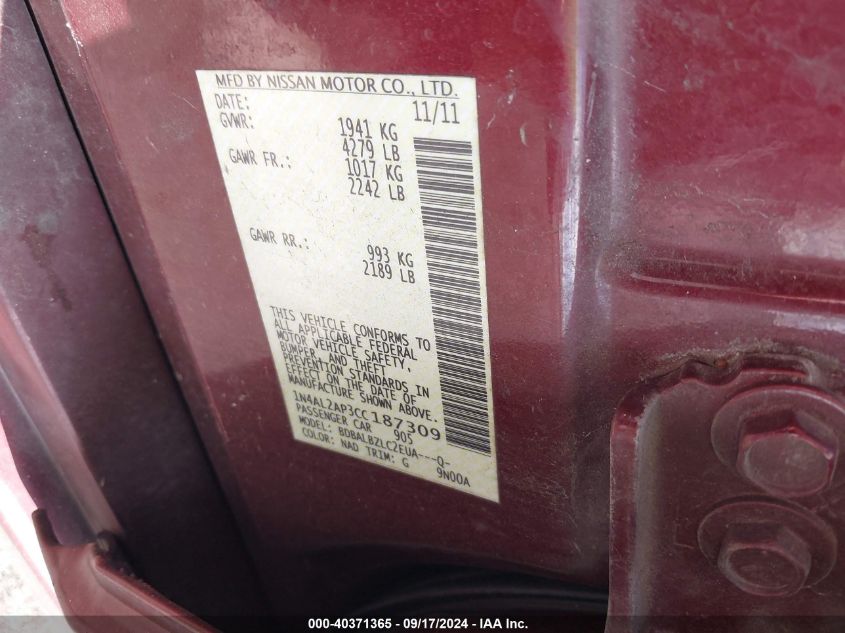 MFD BY NISSAN MOTOR CO., LTD.
DATE: 11/11
GVWR: 1941 KG
4279 LB
GAWR FR.: 1017 KG
2242 LB
GAWR RR.: 993 KG
2189 LB
THIS VEHICLE CONFORMS TO
ALL APPLICABLE FEDERAL
MOTOR VEHICLE SAFETY,
BUMPER, AND THEFT
PREVENTION STANDARDS IN
EFFECT ON THE DATE OF
MANUFACTURE SHOWN ABOVE.
1N4AL2AP3CC187309
PASSENGER CAR 905
MODEL: BDBALBZLC2EUA---Q-
COLOR: NAD TRIM: G 9N00A
000-40371365 - 09/17/2024 - IAA Inc.